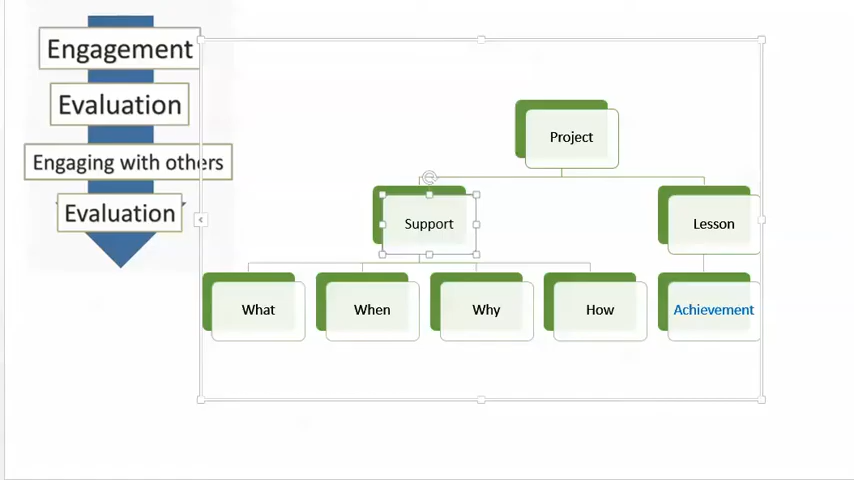 Engagement
Evaluation
Engaging with others
Evaluation
Project
Support
Lesson
What
When
Why
How
Achievement